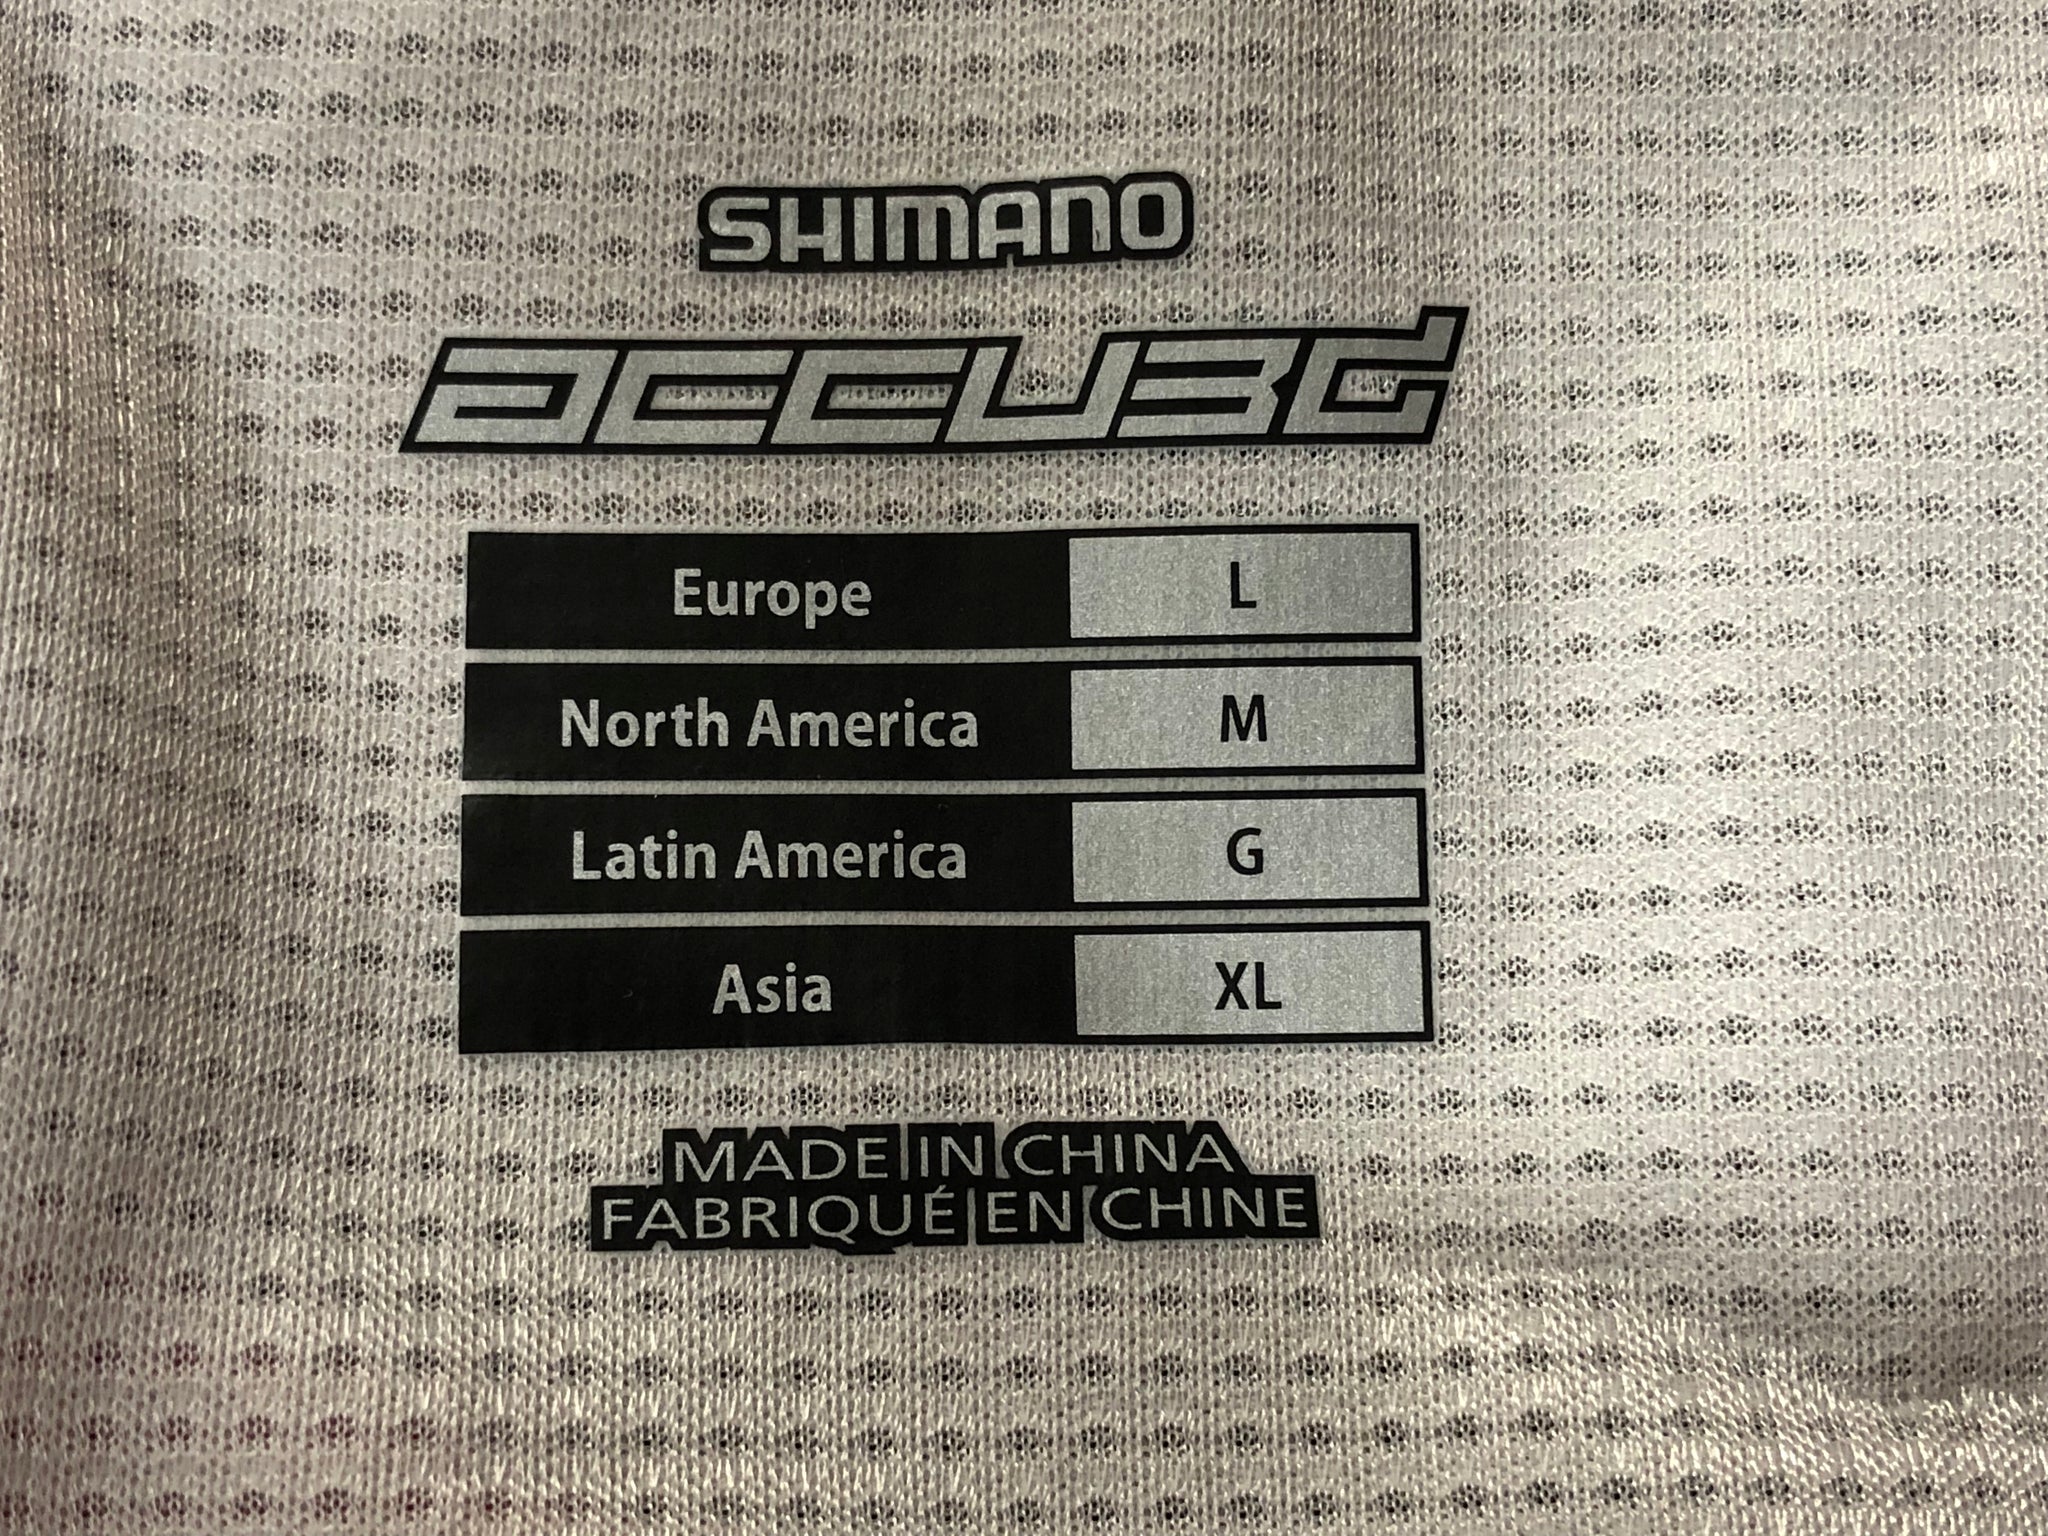 SHIMANO
ACCU3D
Europe L
North America M
Latin America G
Asia XL
MADE IN CHINA
FABRIQUÉ EN CHINE